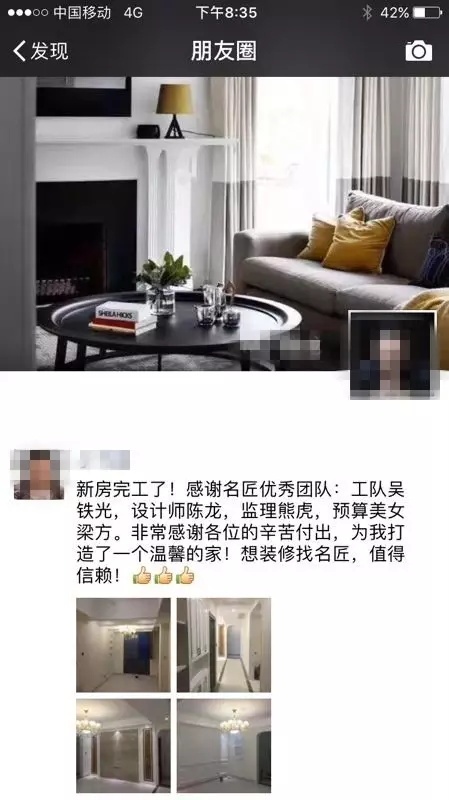 中国移动 4G 下午8:35 42%
发现 朋友圈
SHEILA HICKS
新房完工了！感谢名匠优秀团队：工队吴
铁光，设计师陈龙，监理熊虎，预算美女
梁方。非常感谢各位的辛苦付出，为我打
造了一个温馨的家！想装修找名匠，值得
信赖！👍👍👍